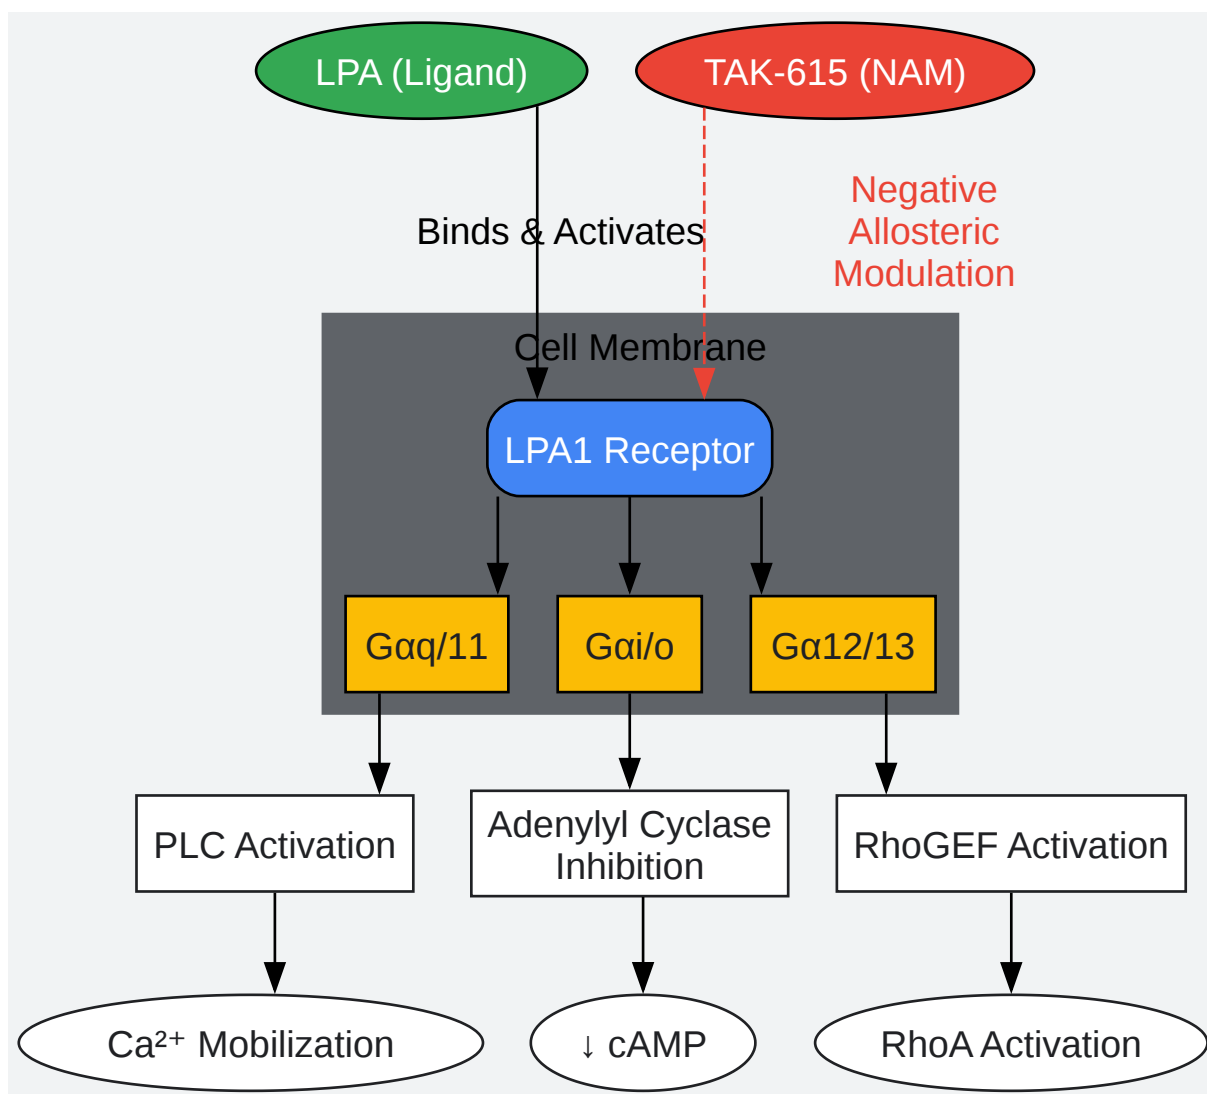 LPA (Ligand)
TAK-615 (NAM)
Negative
Allosteric
Modulation
Binds & Activates
Cell Membrane
LPA1 Receptor
Gαq/11
Gαi/o
Gα12/13
PLC Activation
Adenylyl Cyclase
Inhibition
RhoGEF Activation
Ca²⁺ Mobilization
↓ cAMP
RhoA Activation